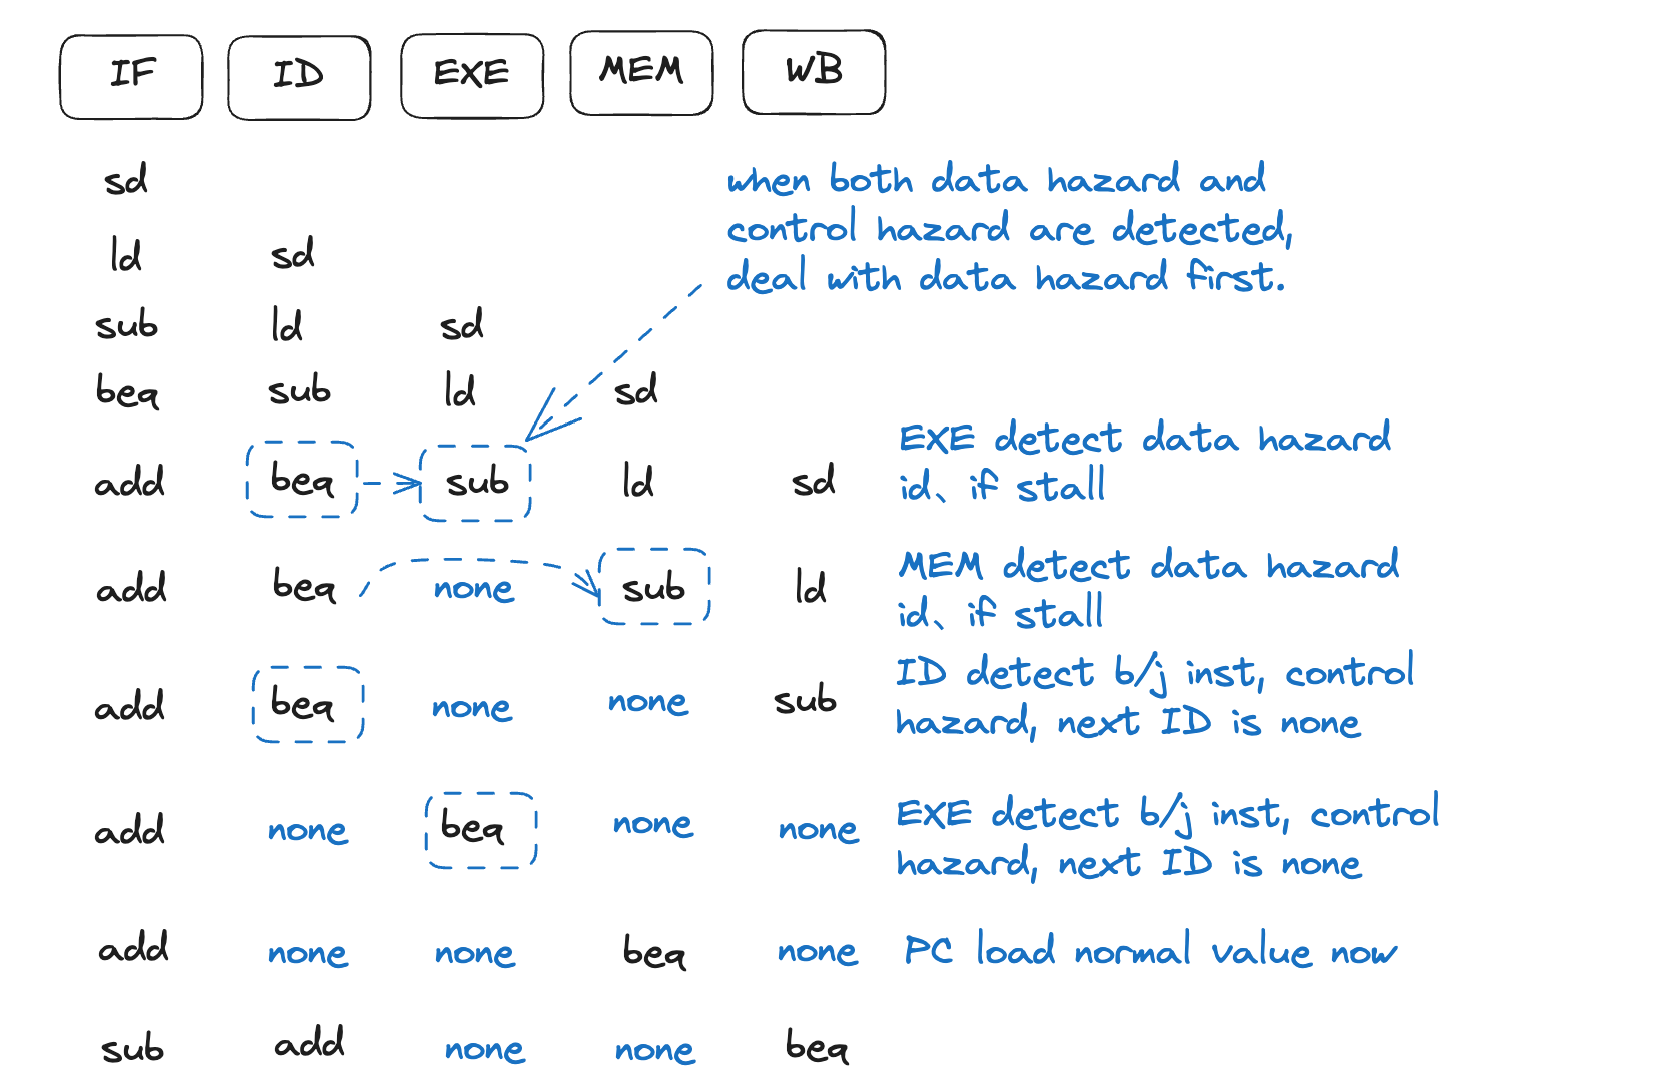 IF ID EXE MEM WB
sd
when both data hazard and
control hazard are detected,
deal with data hazard first.
ld sd
sub ld sd
beq sub ld sd
add beq sub ld sd
EXE detect data hazard
id、if stall
add beq none sub ld
MEM detect data hazard
id、if stall
add beq none none sub
ID detect b/j inst, control
hazard, next ID is none
add none beq none none
EXE detect b/j inst, control
hazard, next ID is none
add none none beq none
PC load normal value now
sub add none none beq